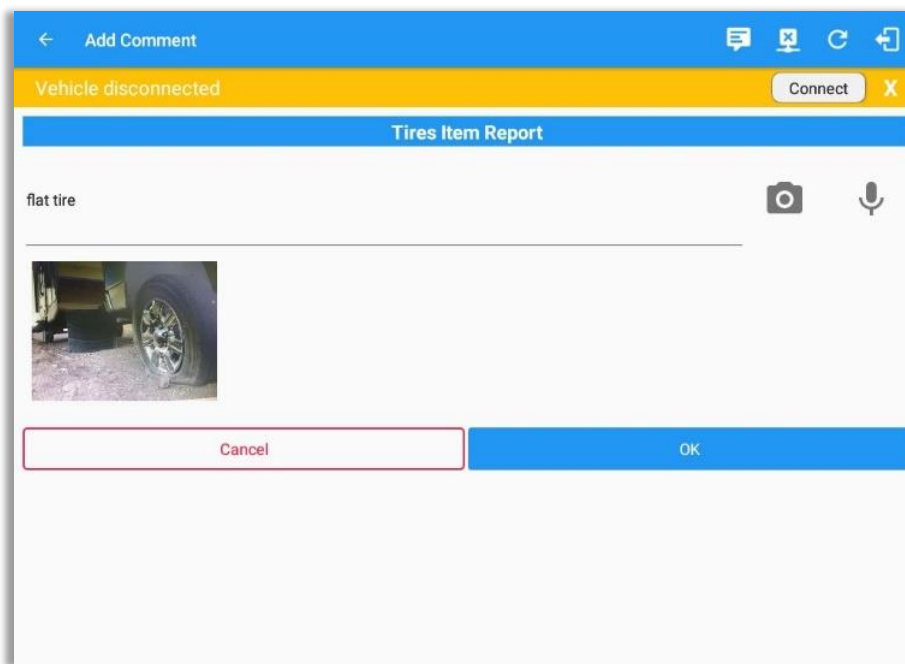 Add Comment
Vehicle disconnected
Connect
X
Tires Item Report
flat tire
Cancel
OK